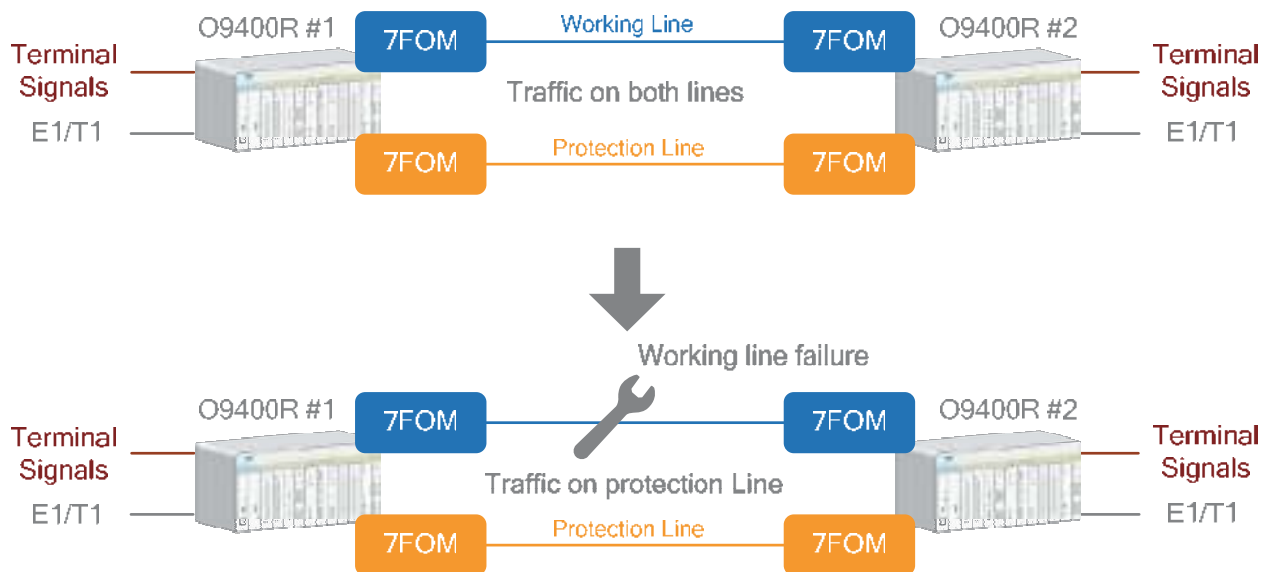 O9400R #1
7FOM
Working Line
7FOM
O9400R #2
Terminal
Signals
Traffic on both lines
Terminal
Signals
E1/T1
7FOM
Protection Line
7FOM
E1/T1
Working line failure
O9400R #1
7FOM
7FOM
O9400R #2
Terminal
Signals
Traffic on protection Line
Terminal
Signals
E1/T1
7FOM
Protection Line
7FOM
E1/T1